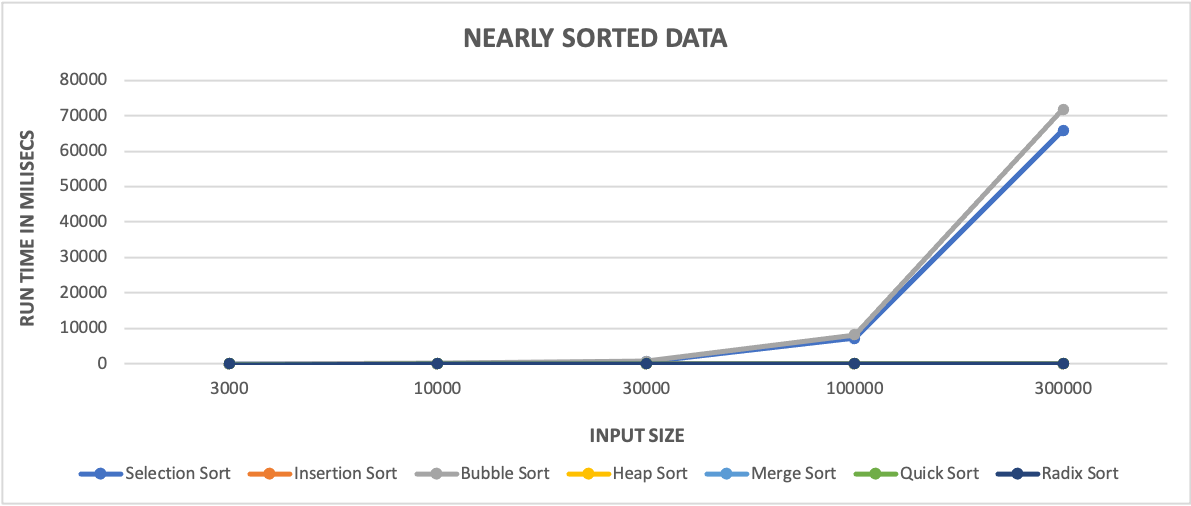 NEARLY SORTED DATA
80000
70000
60000
50000
40000
30000
20000
10000
0
RUN TIME IN MILISECS
3000 10000 30000 100000 300000
INPUT SIZE
Selection Sort Insertion Sort Bubble Sort Heap Sort Merge Sort Quick Sort Radix Sort